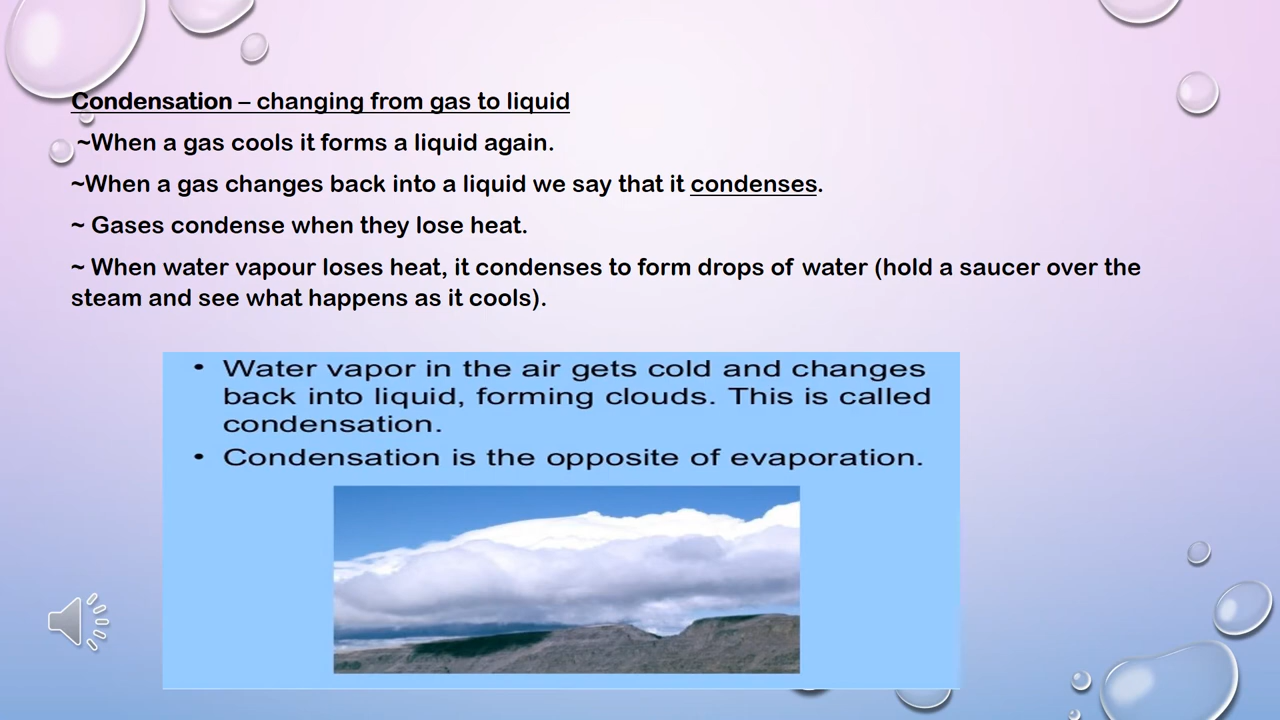 Condensation – changing from gas to liquid
~When a gas cools it forms a liquid again.
~When a gas changes back into a liquid we say that it condenses.
~ Gases condense when they lose heat.
~ When water vapour loses heat, it condenses to form drops of water (hold a saucer over the
steam and see what happens as it cools).
• Water vapor in the air gets cold and changes
back into liquid, forming clouds. This is called
condensation.
• Condensation is the opposite of evaporation.